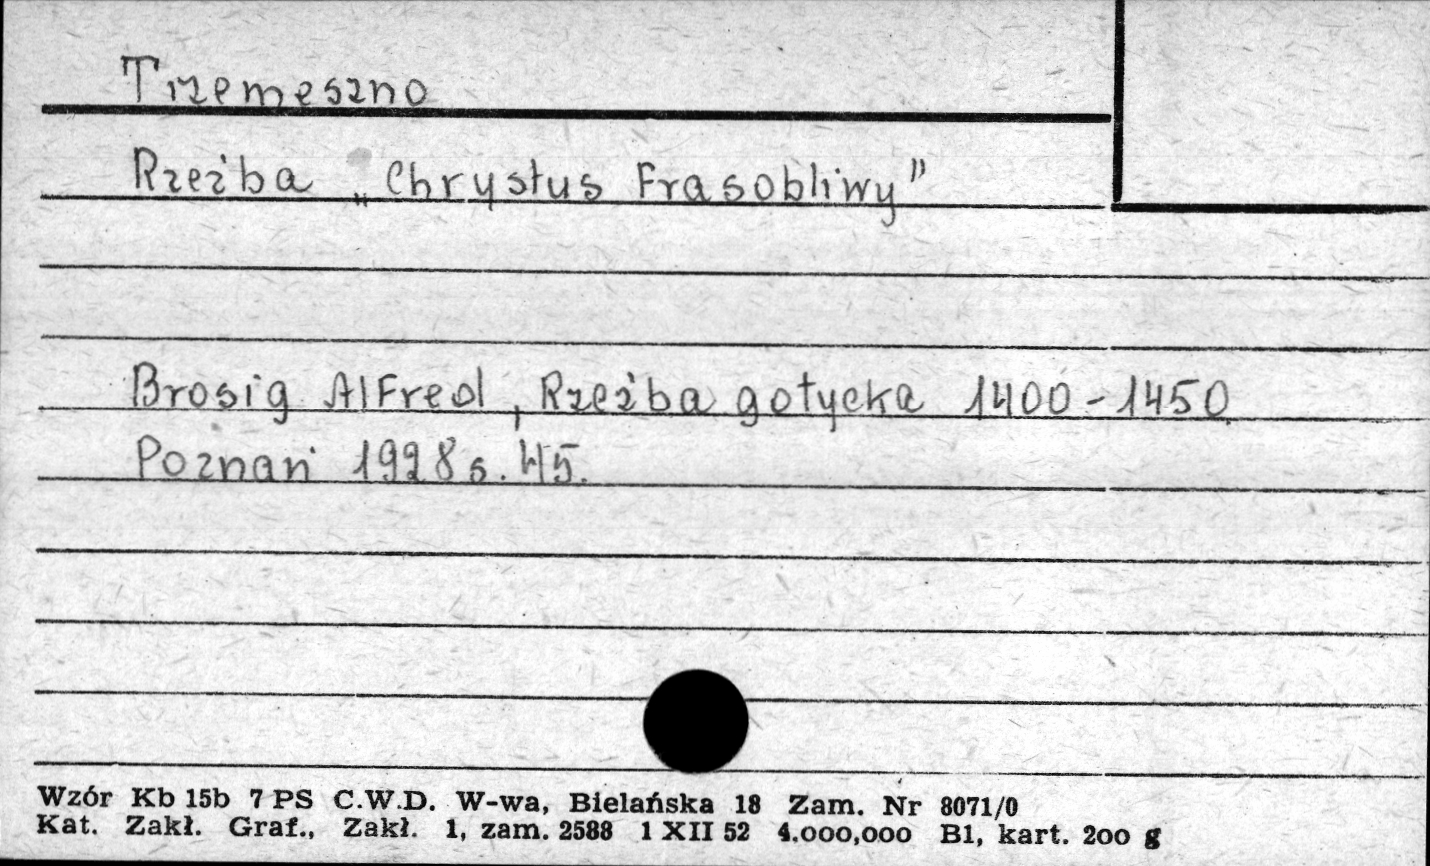 Trzemeszno
Rzeźba „Chrystus Frasobliwy”
Brosig Alfred, Rzeźba gotycka 1400-1450
Poznań 1928 s. 45.
Wzór Kb 15b 7 PS C.W.D. W-wa, Bielańska 18 Zam. Nr 8071/0
Kat. Zakł. Graf., Zakł. 1, zam. 2588 1 XII 52 4.000,000 B1, kart. 200 g